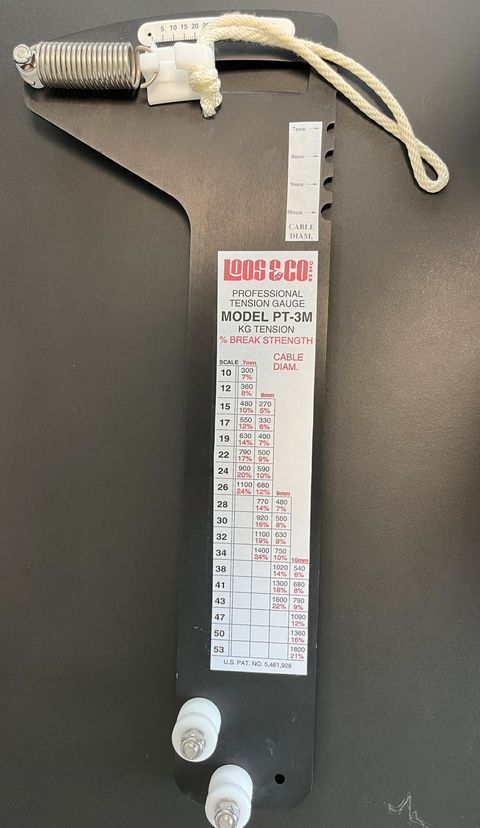 5 10 15 20
7mm
8mm
9mm
10mm
CABLE
DIAM.
LOOS & CO.
PROFESSIONAL
TENSION GAUGE
MODEL PT-3M
KG TENSION
% BREAK STRENGTH
CABLE
DIAM.
SCALE 7mm
10 300
7%
12 360
8% 8mm
15 480 270
10% 5%
17 550 330
12% 6%
19 630 400
14% 7%
22 790 500
17% 9%
24 900 590
20% 10%
26 1100 680
24% 12% 9mm
28 770 480
14% 7%
30 920 560
16% 8%
32 1100 630
19% 9%
34 1400 750
24% 10% 10mm
38 1020 540
14% 6%
41 1300 680
18% 8%
43 1600 790
22% 9%
47 1090
12%
50 1360
16%
53 1800
21%
U.S. PAT. NO. 5,461,929